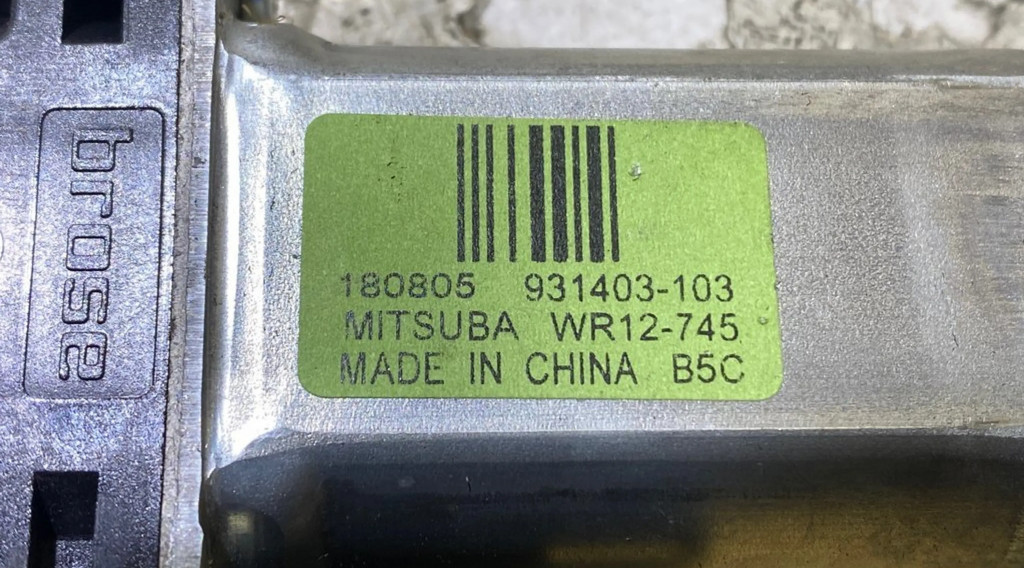 brose
180805 931403-103
MITSUBA WR12-745
MADE IN CHINA B5C